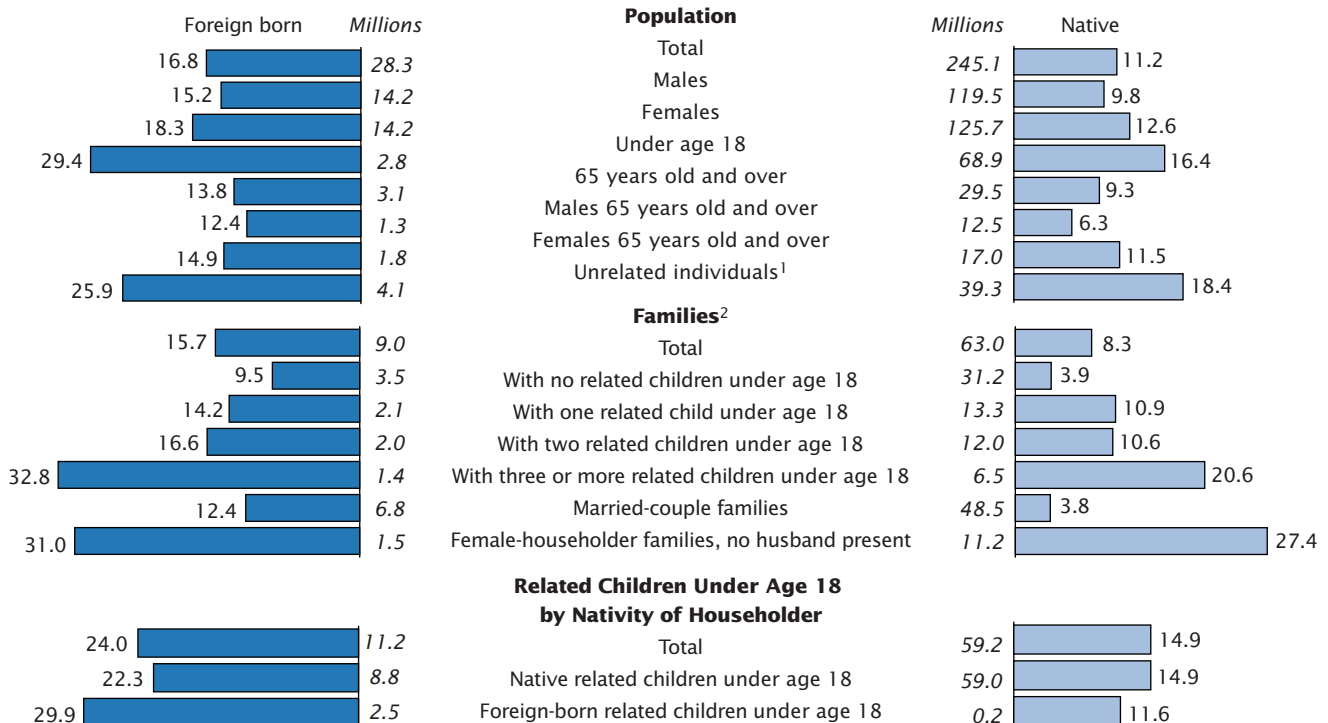 Population
Foreign born Millions Millions Native
16.8 28.3 Total 245.1 11.2
15.2 14.2 Males 119.5 9.8
18.3 14.2 Females 125.7 12.6
29.4 2.8 Under age 18 68.9 16.4
13.8 3.1 65 years old and over 29.5 9.3
12.4 1.3 Males 65 years old and over 12.5 6.3
14.9 1.8 Females 65 years old and over 17.0 11.5
25.9 4.1 Unrelated individuals¹ 39.3 18.4
Families²
15.7 9.0 Total 63.0 8.3
9.5 3.5 With no related children under age 18 31.2 3.9
14.2 2.1 With one related child under age 18 13.3 10.9
16.6 2.0 With two related children under age 18 12.0 10.6
32.8 1.4 With three or more related children under age 18 6.5 20.6
12.4 6.8 Married-couple families 48.5 3.8
31.0 1.5 Female-householder families, no husband present 11.2 27.4
Related Children Under Age 18
by Nativity of Householder
24.0 11.2 Total 59.2 14.9
22.3 8.8 Native related children under age 18 59.0 14.9
29.9 2.5 Foreign-born related children under age 18 0.2 11.6